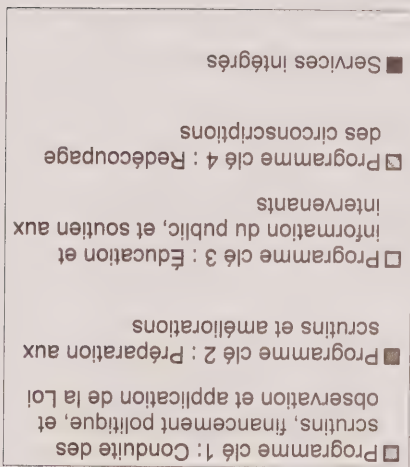 Programme clé 1 : Conduite des
scrutins, financement politique, et
observation et application de la Loi
Programme clé 2 : Préparation aux
scrutins et améliorations
Programme clé 3 : Éducation et
information du public, et soutien aux
intervenants
Programme clé 4 : Redécoupage
des circonscriptions
Services intégrés